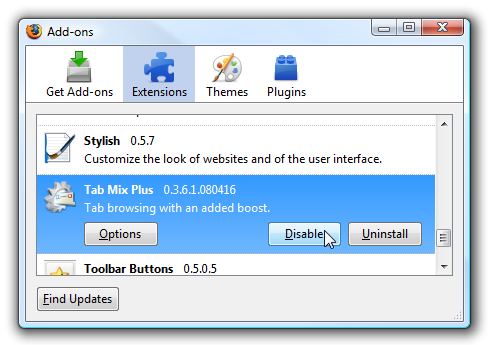 Add-ons
Get Add-ons Extensions Themes Plugins
Stylish 0.5.7
Customize the look of websites and of the user interface.
Tab Mix Plus 0.3.6.1.080416
Tab browsing with an added boost.
Options Disable Uninstall
Toolbar Buttons 0.5.0.5
Find Updates